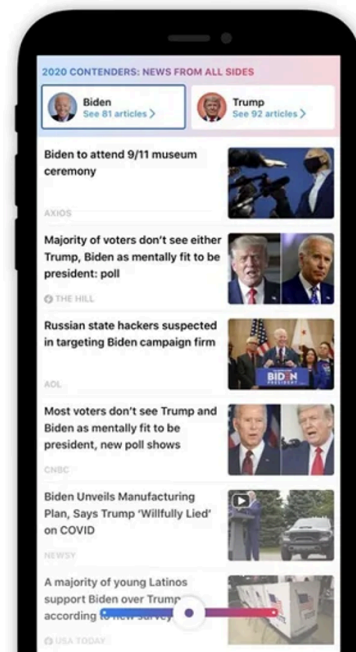 2020 CONTENDERS: NEWS FROM ALL SIDES
Biden
See 81 articles >
Trump
See 92 articles >
Biden to attend 9/11 museum
ceremony
AXIOS
Majority of voters don't see either
Trump, Biden as mentally fit to be
president: poll
THE HILL
Russian state hackers suspected
in targeting Biden campaign firm
AOL
BIDEN
PRESIDENT
Most voters don't see Trump and
Biden as mentally fit to be
president, new poll shows
CNBC
Biden Unveils Manufacturing
Plan, Says Trump 'Willfully Lied'
on COVID
NEWSY
A majority of young Latinos
support Biden over Trump
according to new survey
USA TODAY